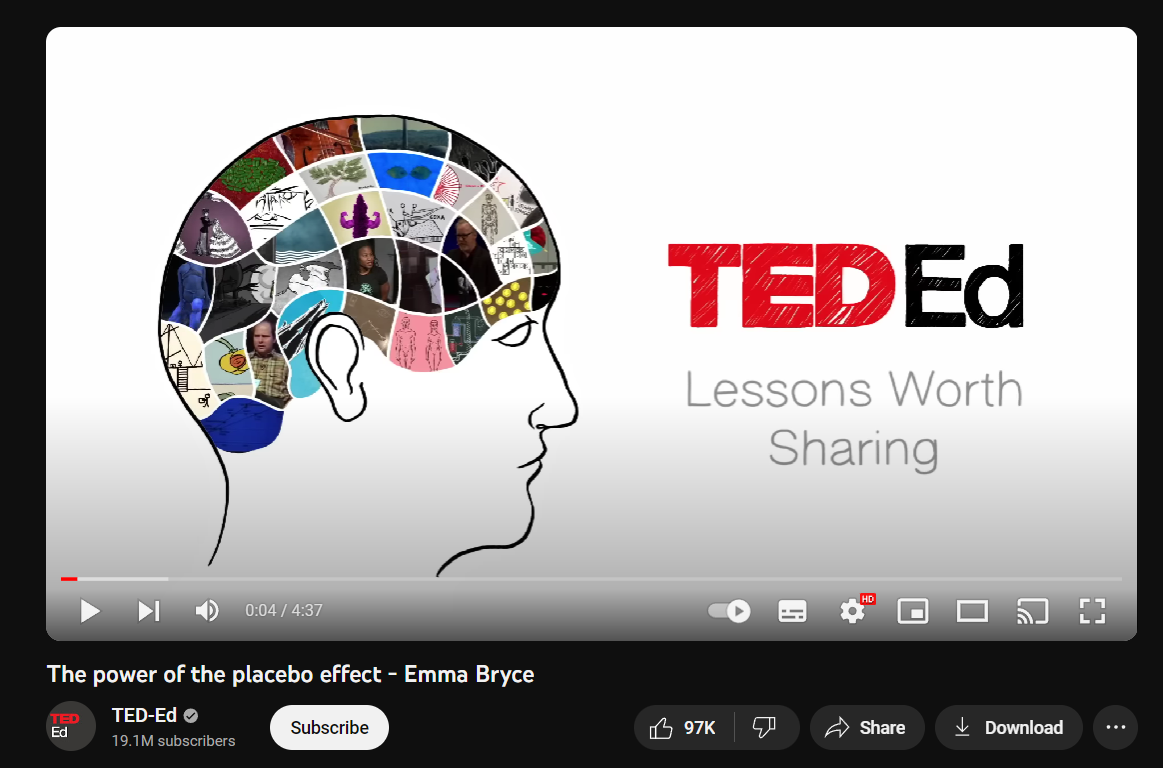 TEDEd
Lessons Worth
Sharing
0:04 / 4:37
HD
The power of the placebo effect - Emma Bryce
TED
Ed
TED-Ed
19.1M subscribers
Subscribe
97K
Share
Download